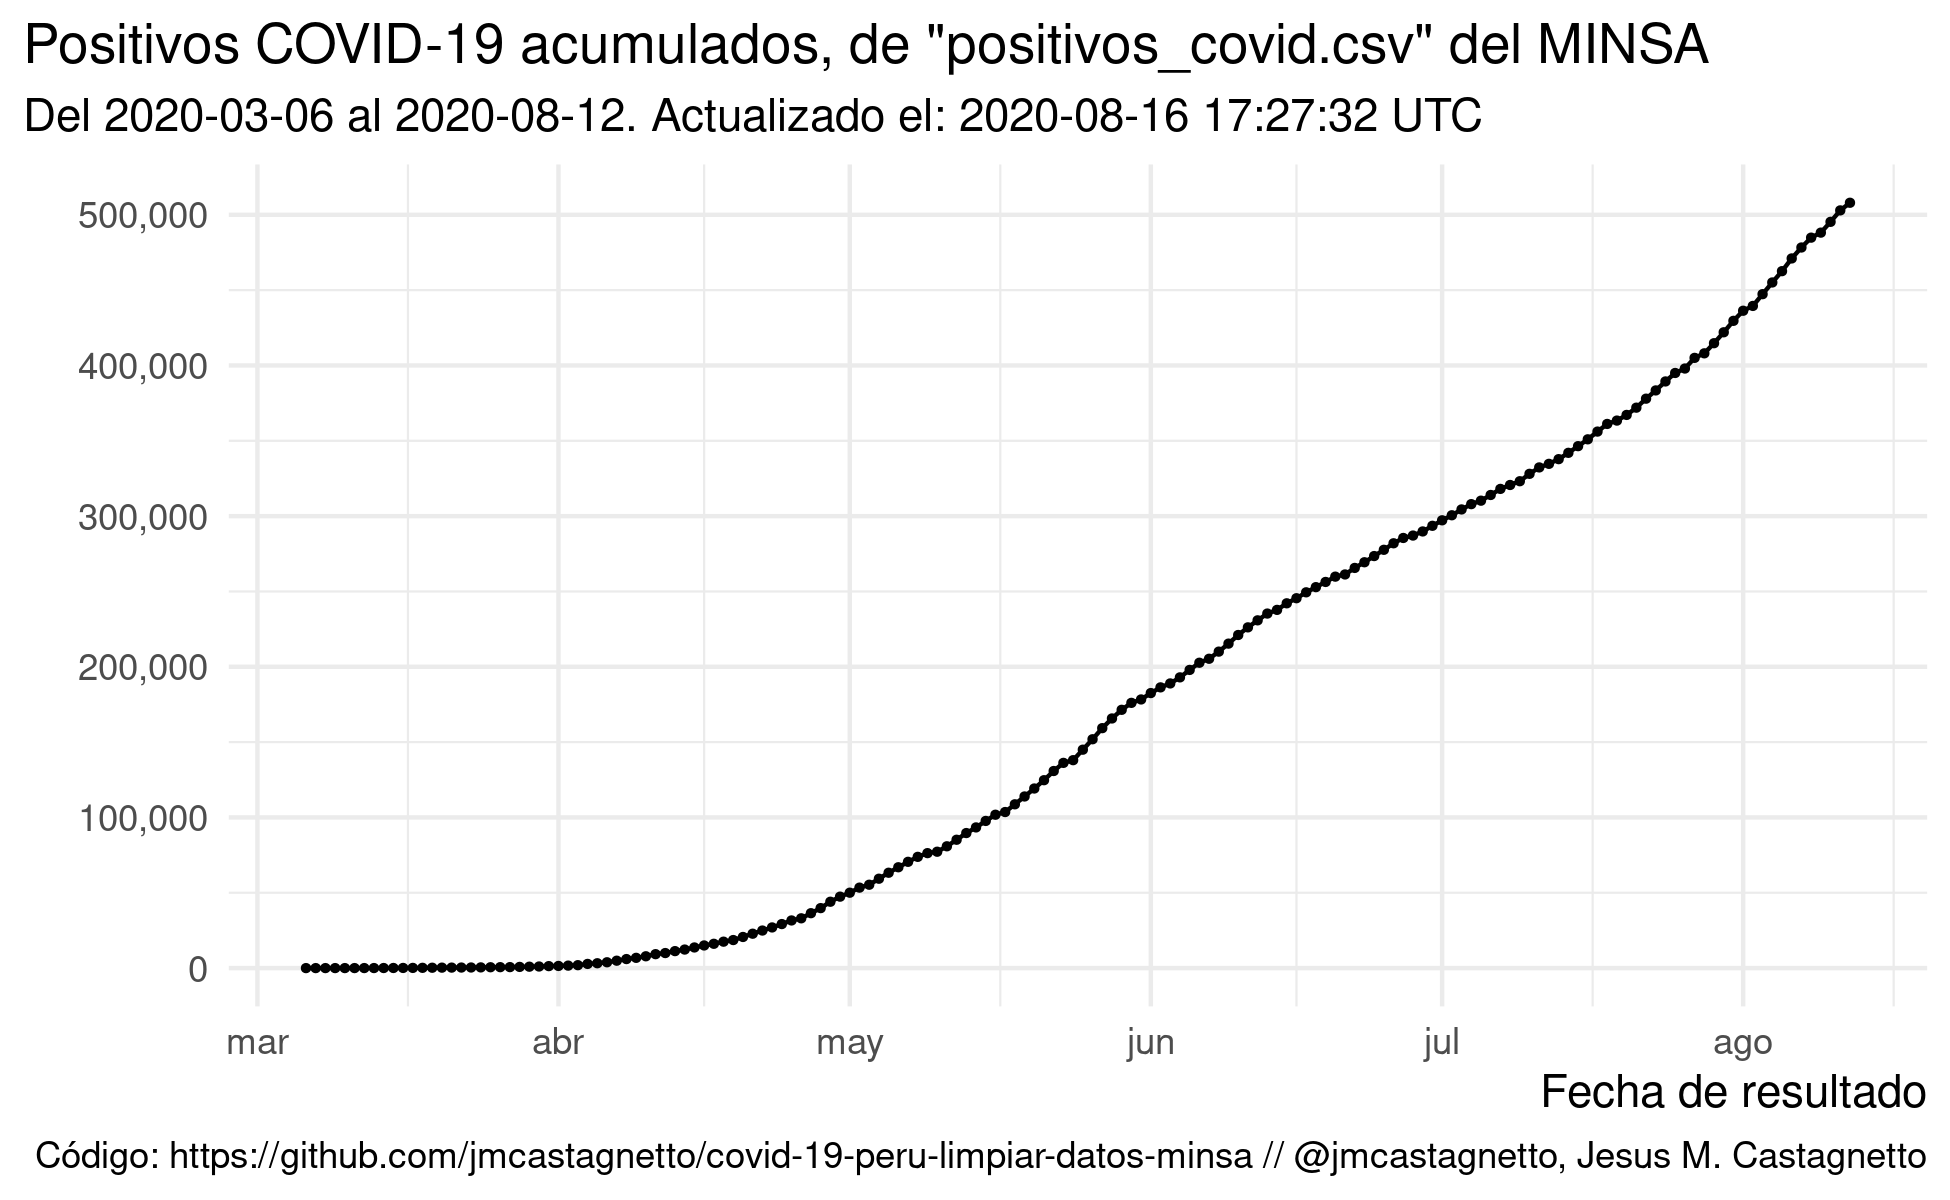 Positivos COVID-19 acumulados, de "positivos_covid.csv" del MINSA
Del 2020-03-06 al 2020-08-12. Actualizado el: 2020-08-16 17:27:32 UTC
500,000
400,000
300,000
200,000
100,000
0
mar abr may jun jul ago
Fecha de resultado
Código: https://github.com/jmcastagnetto/covid-19-peru-limpiar-datos-minsa // @jmcastagnetto, Jesus M. Castagnetto